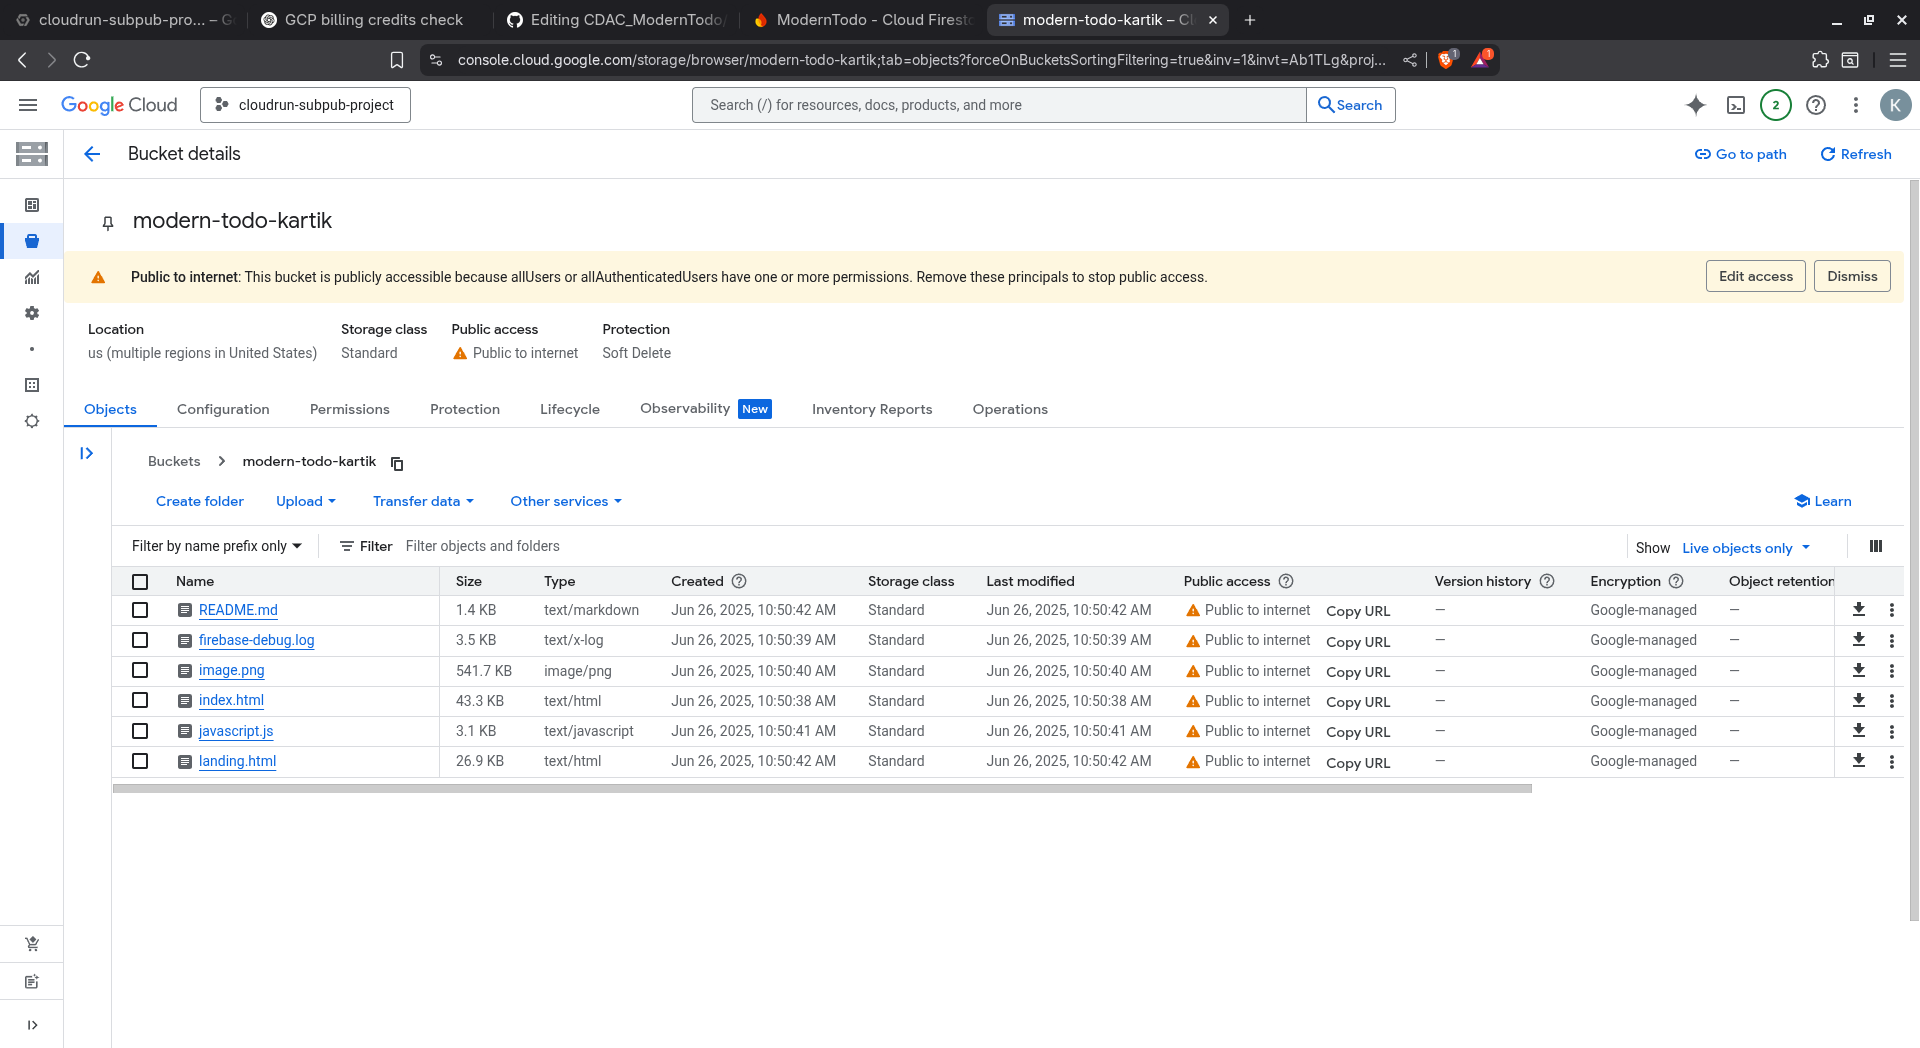 cloudrun-subpub-pro... – G
GCP billing credits check
Editing CDAC_ModernTodo/
ModernTodo - Cloud Firesto
modern-todo-kartik – Cl
console.cloud.google.com/storage/browser/modern-todo-kartik;tab=objects?forceOnBucketsSortingFiltering=true&inv=1&invt=Ab1TLg&proj...
1
1
Google Cloud
cloudrun-subpub-project
Search (/) for resources, docs, products, and more
Search
2
K
Bucket details
Go to path
Refresh
modern-todo-kartik
Public to internet: This bucket is publicly accessible because allUsers or allAuthenticatedUsers have one or more permissions. Remove these principals to stop public access.
Edit access
Dismiss
Location Storage class Public access Protection
us (multiple regions in United States) Standard Public to internet Soft Delete
Objects Configuration Permissions Protection Lifecycle Observability New Inventory Reports Operations
Buckets modern-todo-kartik
Create folder Upload Transfer data Other services Learn
Filter by name prefix only Filter Filter objects and folders Show Live objects only
Name Size Type Created Storage class Last modified Public access Version history Encryption Object retention
README.md 1.4 KB text/markdown Jun 26, 2025, 10:50:42 AM Standard Jun 26, 2025, 10:50:42 AM Public to internet Copy URL — Google-managed —
firebase-debug.log 3.5 KB text/x-log Jun 26, 2025, 10:50:39 AM Standard Jun 26, 2025, 10:50:39 AM Public to internet Copy URL — Google-managed —
image.png 541.7 KB image/png Jun 26, 2025, 10:50:40 AM Standard Jun 26, 2025, 10:50:40 AM Public to internet Copy URL — Google-managed —
index.html 43.3 KB text/html Jun 26, 2025, 10:50:38 AM Standard Jun 26, 2025, 10:50:38 AM Public to internet Copy URL — Google-managed —
javascript.js 3.1 KB text/javascript Jun 26, 2025, 10:50:41 AM Standard Jun 26, 2025, 10:50:41 AM Public to internet Copy URL — Google-managed —
landing.html 26.9 KB text/html Jun 26, 2025, 10:50:42 AM Standard Jun 26, 2025, 10:50:42 AM Public to internet Copy URL — Google-managed —